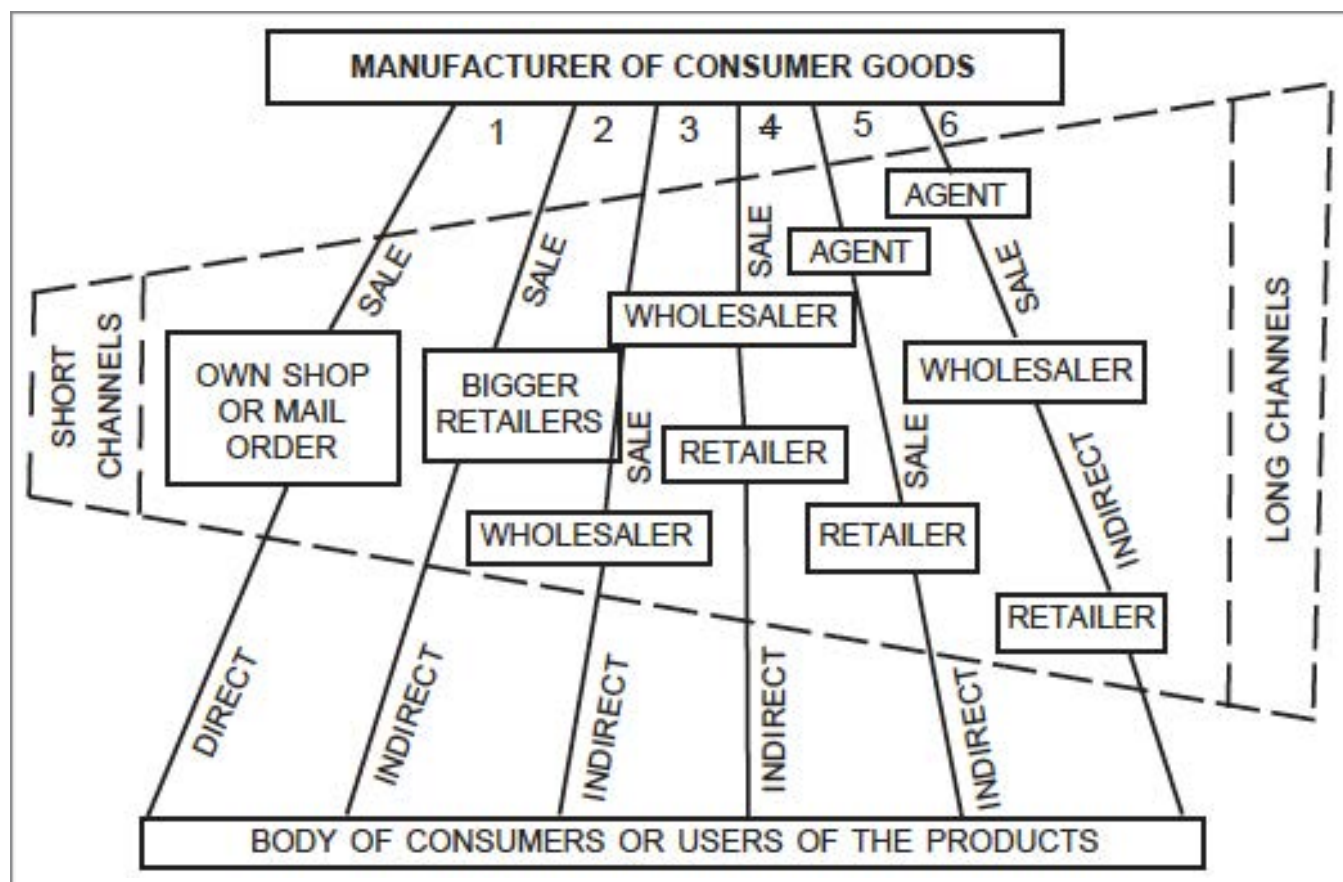 MANUFACTURER OF CONSUMER GOODS
1
2
3
4
5
6
AGENT
SALE
SALE
SALE
AGENT
SALE
SHORT
CHANNELS
OWN SHOP
OR MAIL
ORDER
BIGGER
RETAILERS
WHOLESALER
WHOLESALER
LONG CHANNELS
SALE
RETAILER
SALE
INDIRECT
WHOLESALER
RETAILER
RETAILER
DIRECT
INDIRECT
INDIRECT
INDIRECT
INDIRECT
BODY OF CONSUMERS OR USERS OF THE PRODUCTS